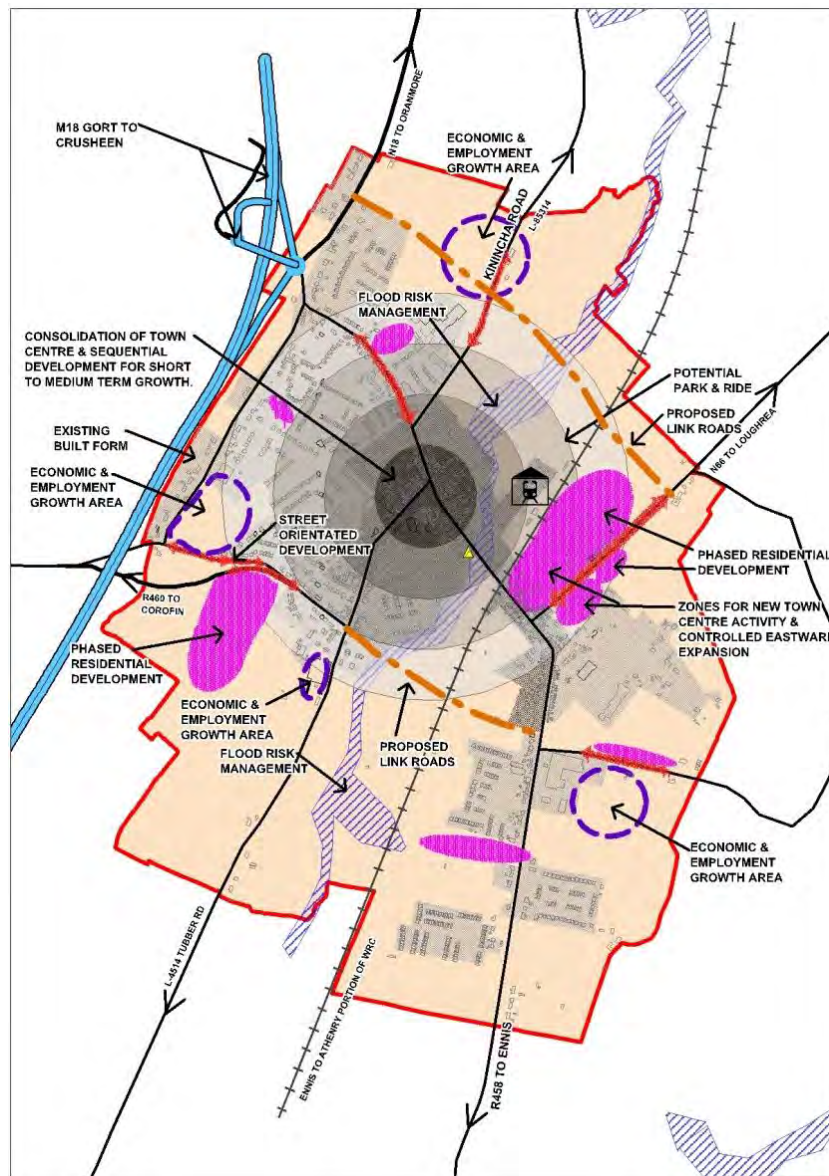 M18 GORT TO
CRUSHEEN
N18 TO ORANMORE
ECONOMIC &
EMPLOYMENT
GROWTH AREA
KININCHA ROAD
L-85314
FLOOD RISK
MANAGEMENT
CONSOLIDATION OF TOWN
CENTRE & SEQUENTIAL
DEVELOPMENT FOR SHORT
TO MEDIUM TERM GROWTH.
POTENTIAL
PARK & RIDE
PROPOSED
LINK ROADS
N66 TO LOUGHREA
EXISTING
BUILT FORM
ECONOMIC &
EMPLOYMENT
GROWTH AREA
STREET
ORIENTATED
DEVELOPMENT
PHASED RESIDENTIAL
DEVELOPMENT
R460 TO
COROFIN
ZONES FOR NEW TOWN
CENTRE ACTIVITY &
CONTROLLED EASTWARD
EXPANSION
PHASED
RESIDENTIAL
DEVELOPMENT
ECONOMIC &
EMPLOYMENT
GROWTH AREA
FLOOD RISK
MANAGEMENT
PROPOSED
LINK ROADS
ECONOMIC &
EMPLOYMENT
GROWTH AREA
L-4514 TUBBER RD
ENNIS TO ATHENRY PORTION OF WRC
R458 TO ENNIS